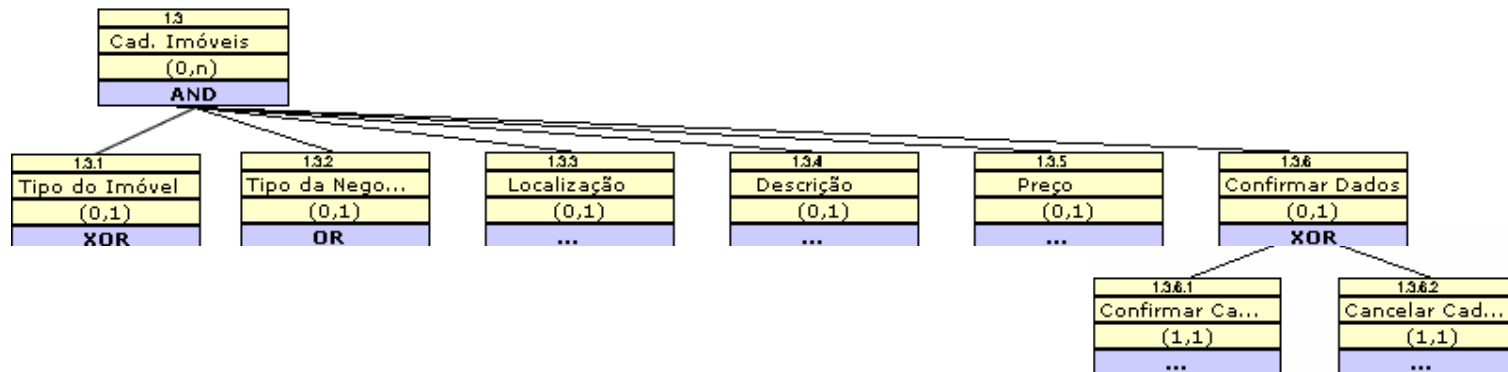 1.3
Cad. Imóveis
(0,n)
AND
1.3.1
Tipo do Imóvel
(0,1)
XOR
1.3.2
Tipo da Nego...
(0,1)
OR
1.3.3
Localização
(0,1)
...
1.3.4
Descrição
(0,1)
...
1.3.5
Preço
(0,1)
...
1.3.6
Confirmar Dados
(0,1)
XOR
1.3.6.1
Confirmar Ca...
(1,1)
...
1.3.6.2
Cancelar Cad...
(1,1)
...